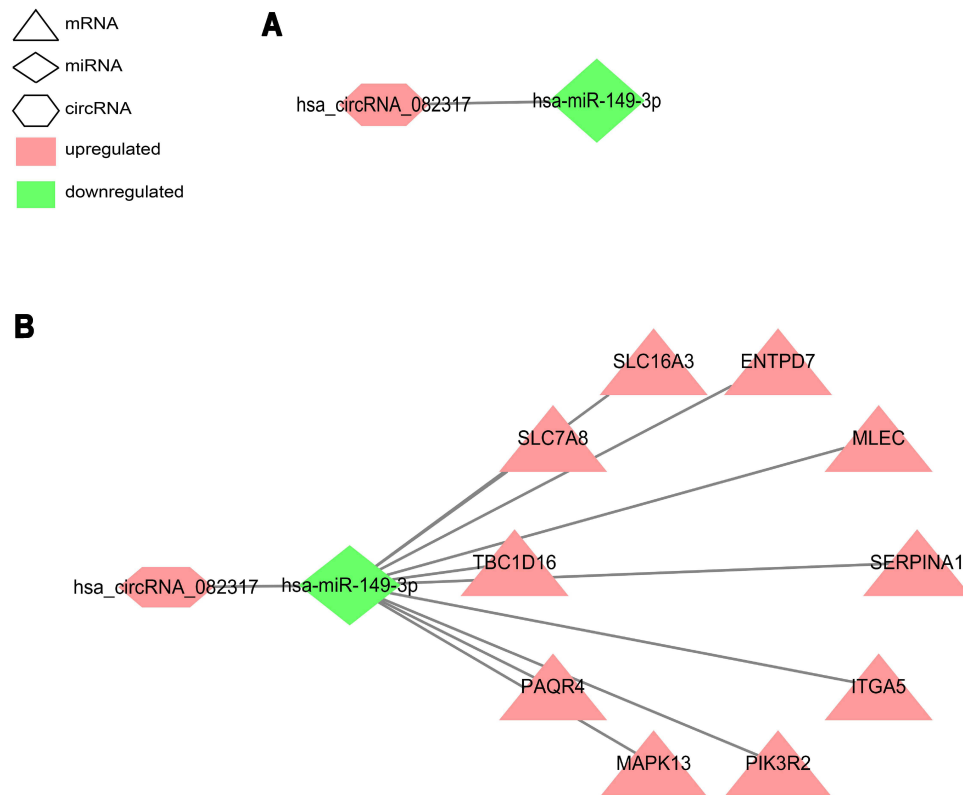 mRNA
miRNA
circRNA
upregulated
downregulated
A
hsa_circRNA_082317
hsa-miR-149-3p
B
SLC16A3
ENTPD7
SLC7A8
MLEC
TBC1D16
SERPINA1
hsa_circRNA_082317
hsa-miR-149-3p
PAQR4
ITGA5
MAPK13
PIK3R2